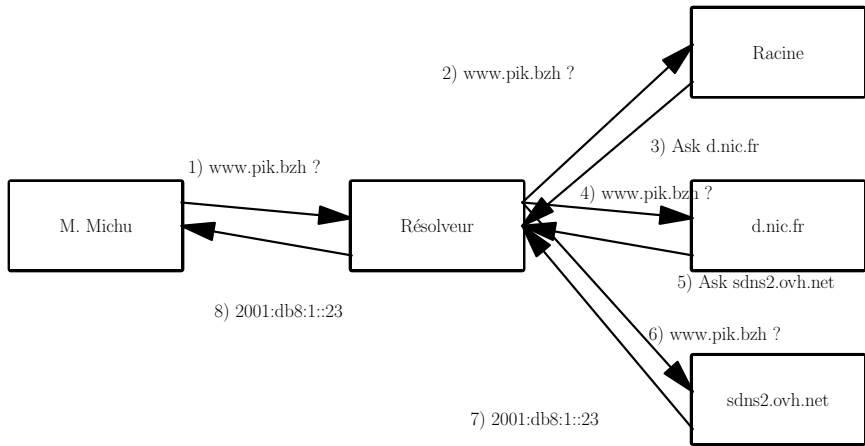 Racine
2) www.pik.bzh ?
3) Ask d.nic.fr
1) www.pik.bzh ?
4) www.pik.bzh ?
M. Michu
Résolveur
d.nic.fr
5) Ask sdns2.ovh.net
8) 2001:db8:1::23
6) www.pik.bzh ?
sdns2.ovh.net
7) 2001:db8:1::23